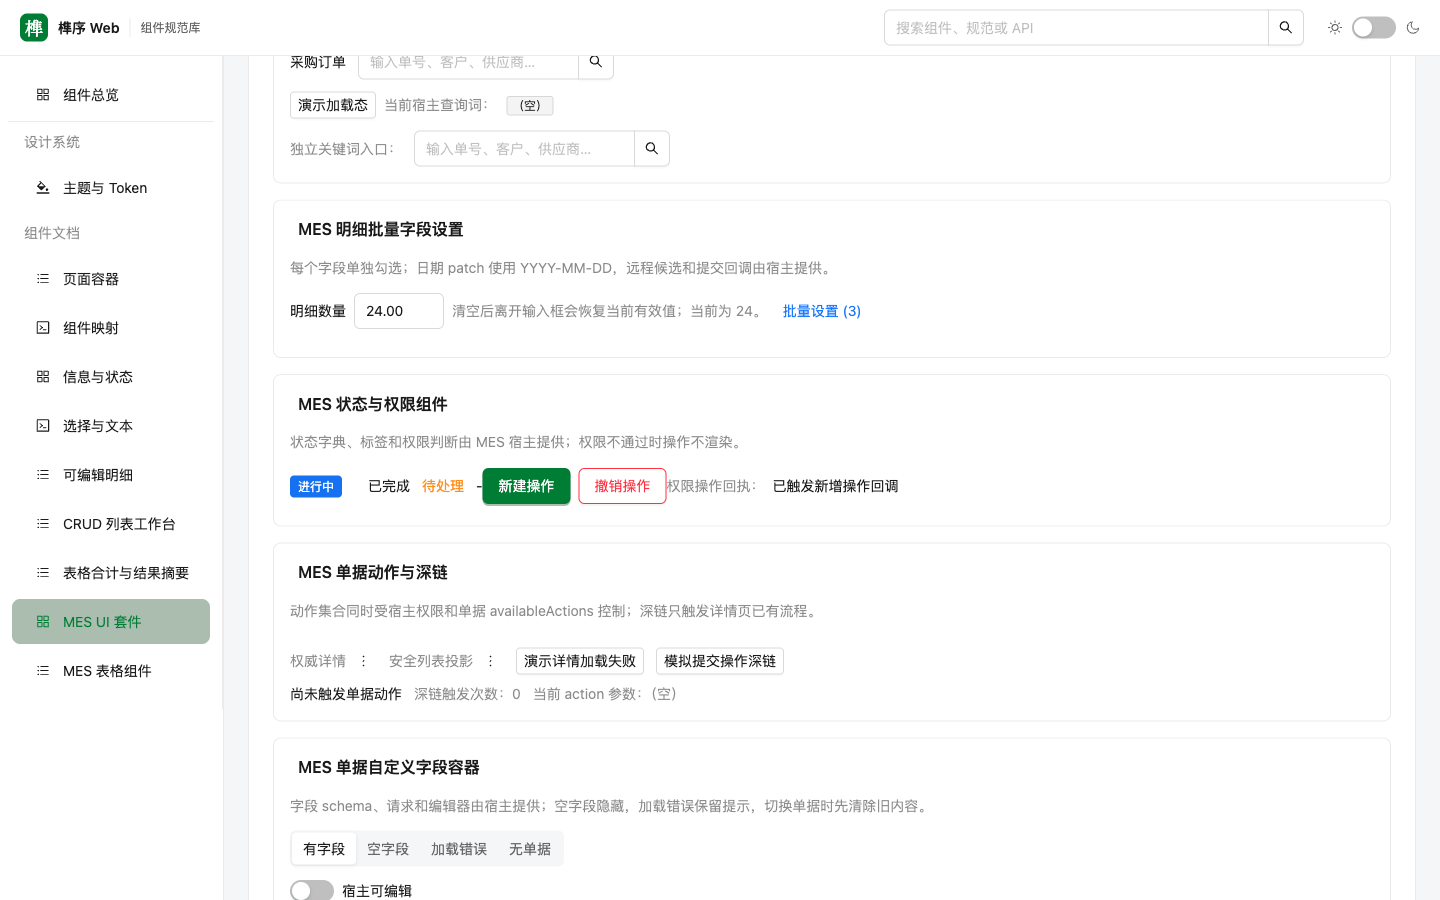 榫 榫序 Web 组件规范库 搜索组件、规范或 API
组件总览
设计系统
主题与 Token
组件文档
页面容器
组件映射
信息与状态
选择与文本
可编辑明细
CRUD 列表工作台
表格合计与结果摘要
MES UI 套件
MES 表格组件
采购订单 输入单号、客户、供应商...
演示加载态 当前宿主查询词： (空)
独立关键词入口： 输入单号、客户、供应商...
MES 明细批量字段设置
每个字段单独勾选；日期 patch 使用 YYYY-MM-DD，远程候选和提交回调由宿主提供。
明细数量 24.00 清空后离开输入框会恢复当前有效值；当前为 24。 批量设置 (3)
MES 状态与权限组件
状态字典、标签和权限判断由 MES 宿主提供；权限不通过时操作不渲染。
进行中 已完成 待处理 - 新建操作 撤销操作 权限操作回执： 已触发新增操作回调
MES 单据动作与深链
动作集合同时受宿主权限和单据 availableActions 控制；深链只触发详情页已有流程。
权威详情 安全列表投影 演示详情加载失败 模拟提交操作深链
尚未触发单据动作 深链触发次数：0 当前 action 参数：(空)
MES 单据自定义字段容器
字段 schema、请求和编辑器由宿主提供；空字段隐藏，加载错误保留提示，切换单据时先清除旧内容。
有字段 空字段 加载错误 无单据
宿主可编辑